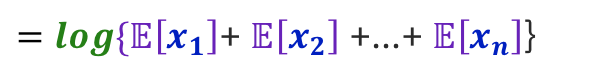 = log{𝔼[x₁]+ 𝔼[x₂] +...+ 𝔼[xₙ]}